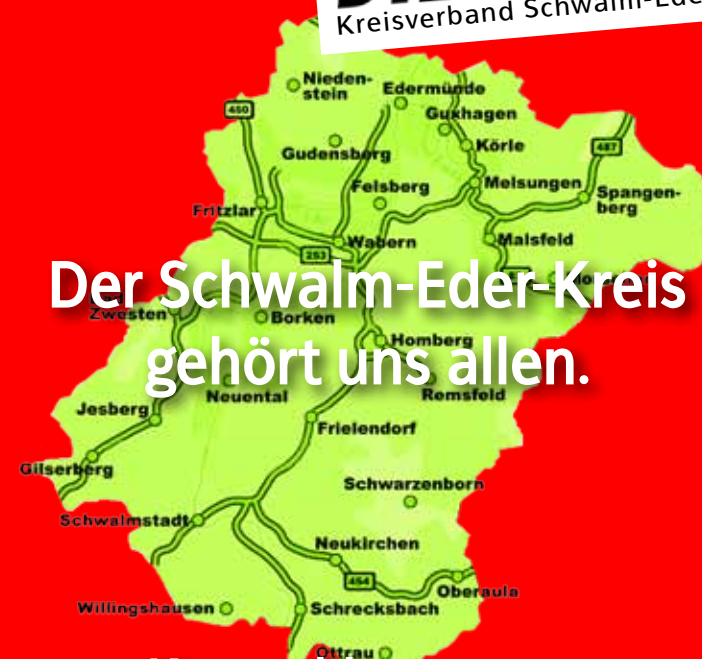 Kreisverband Schwalm-Eder
Nieden-
stein
Edermünde
450
Guxhagen
Gudensberg
Körle
487
Felsberg
Melsungen
Spangen-
berg
Fritzlar
Wabern
Malsfeld
253
Der Schwalm-Eder-Kreis
Zwesten
Borken
Homberg
gehört uns allen.
Neuental
Remsfeld
Jesberg
Frielendorf
Gilserberg
Schwarzenborn
Schwalmstadt
Neukirchen
454
Oberaula
Willingshausen
Schrecksbach
Ottrau